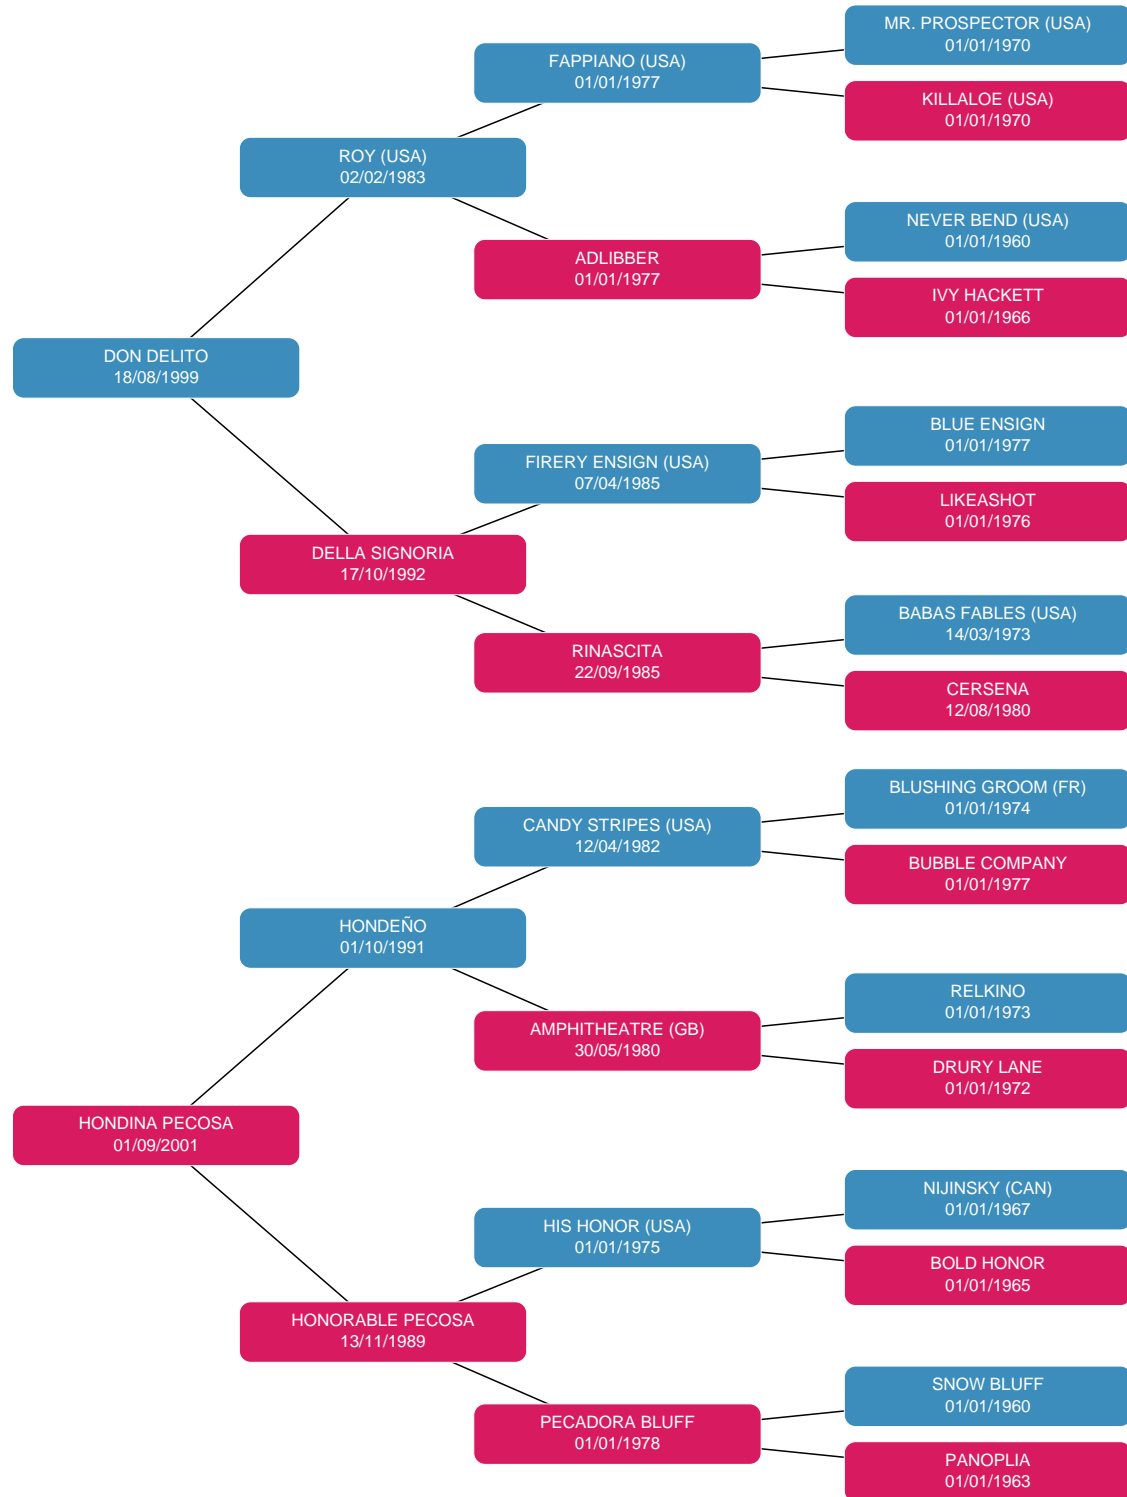 MR. PROSPECTOR (USA)
01/01/1970
FAPPIANO (USA)
01/01/1977
KILLALOE (USA)
01/01/1970
ROY (USA)
02/02/1983
NEVER BEND (USA)
01/01/1960
ADLIBBER
01/01/1977
IVY HACKETT
01/01/1966
DON DELITO
18/08/1999
BLUE ENSIGN
01/01/1977
FIRERY ENSIGN (USA)
07/04/1985
LIKEASHOT
01/01/1976
DELLA SIGNORIA
17/10/1992
BABAS FABLES (USA)
14/03/1973
RINASCITA
22/09/1985
CERSENA
12/08/1980
BLUSHING GROOM (FR)
01/01/1974
CANDY STRIPES (USA)
12/04/1982
BUBBLE COMPANY
01/01/1977
HONDEÑO
01/10/1991
RELKINO
01/01/1973
AMPHITHEATRE (GB)
30/05/1980
DRURY LANE
01/01/1972
HONDINA PECOSA
01/09/2001
NIJINSKY (CAN)
01/01/1967
HIS HONOR (USA)
01/01/1975
BOLD HONOR
01/01/1965
HONORABLE PECOSA
13/11/1989
SNOW BLUFF
01/01/1960
PECADORA BLUFF
01/01/1978
PANOPLIA
01/01/1963